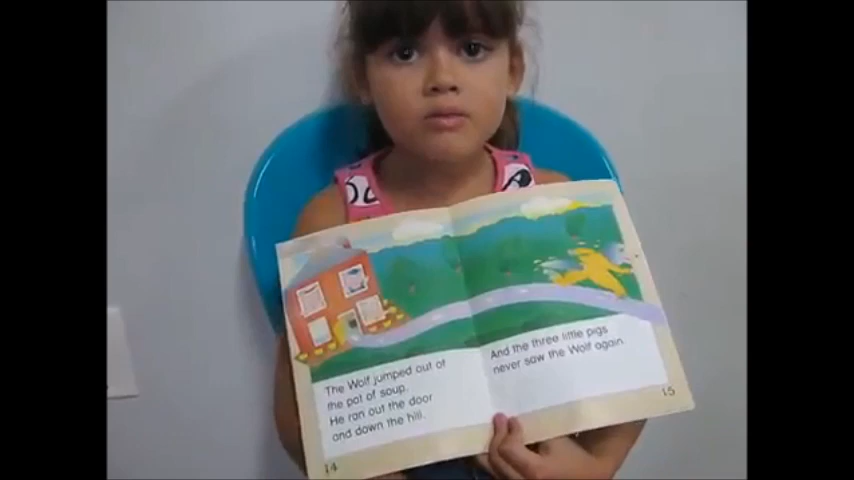 The Wolf jumped out of
the pot of soup.
He ran out the door
and down the hill.
14
And the three little pigs
never saw the Wolf again.
15